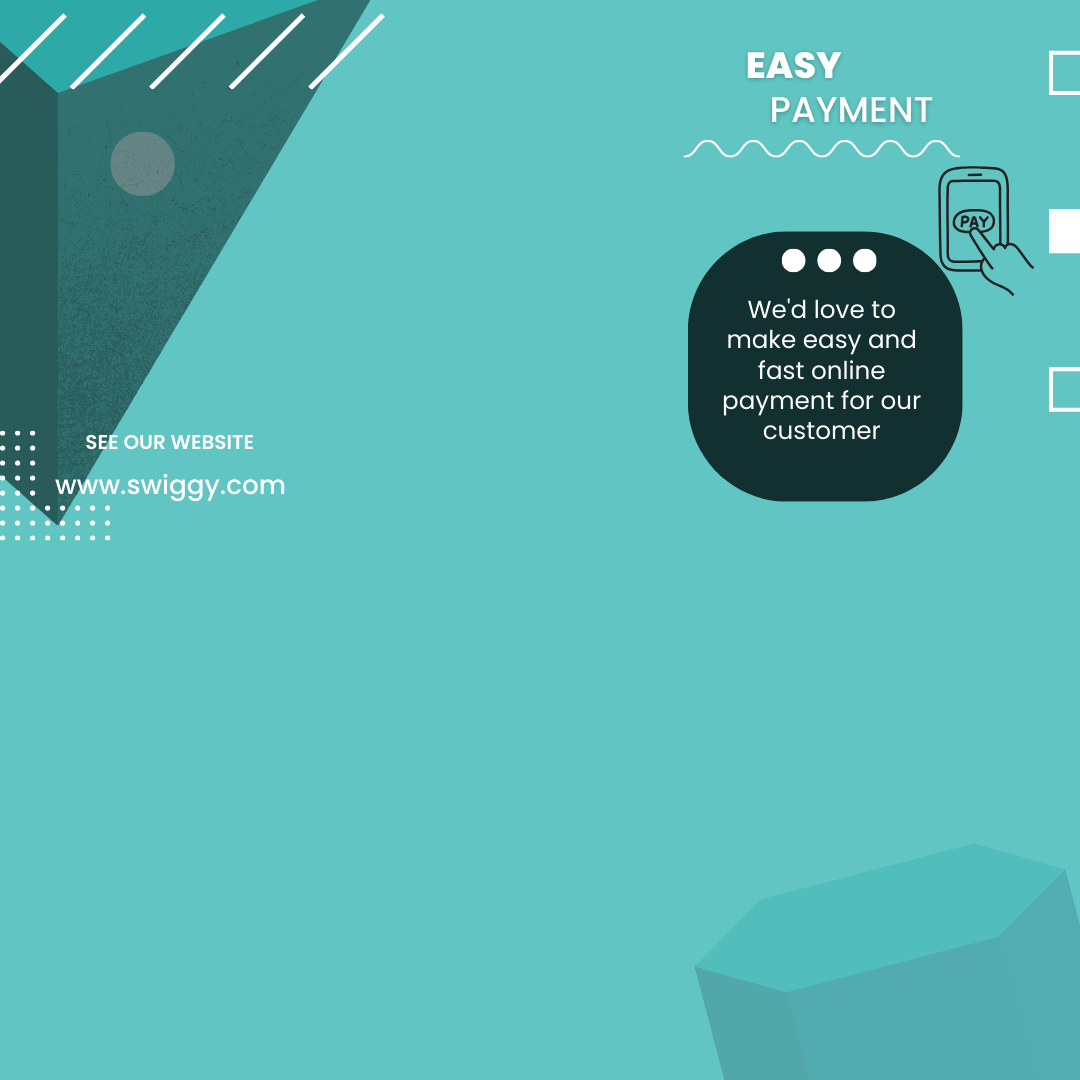 EASY
PAYMENT
PAY
We'd love to
make easy and
fast online
payment for our
customer
SEE OUR WEBSITE
www.swiggy.com